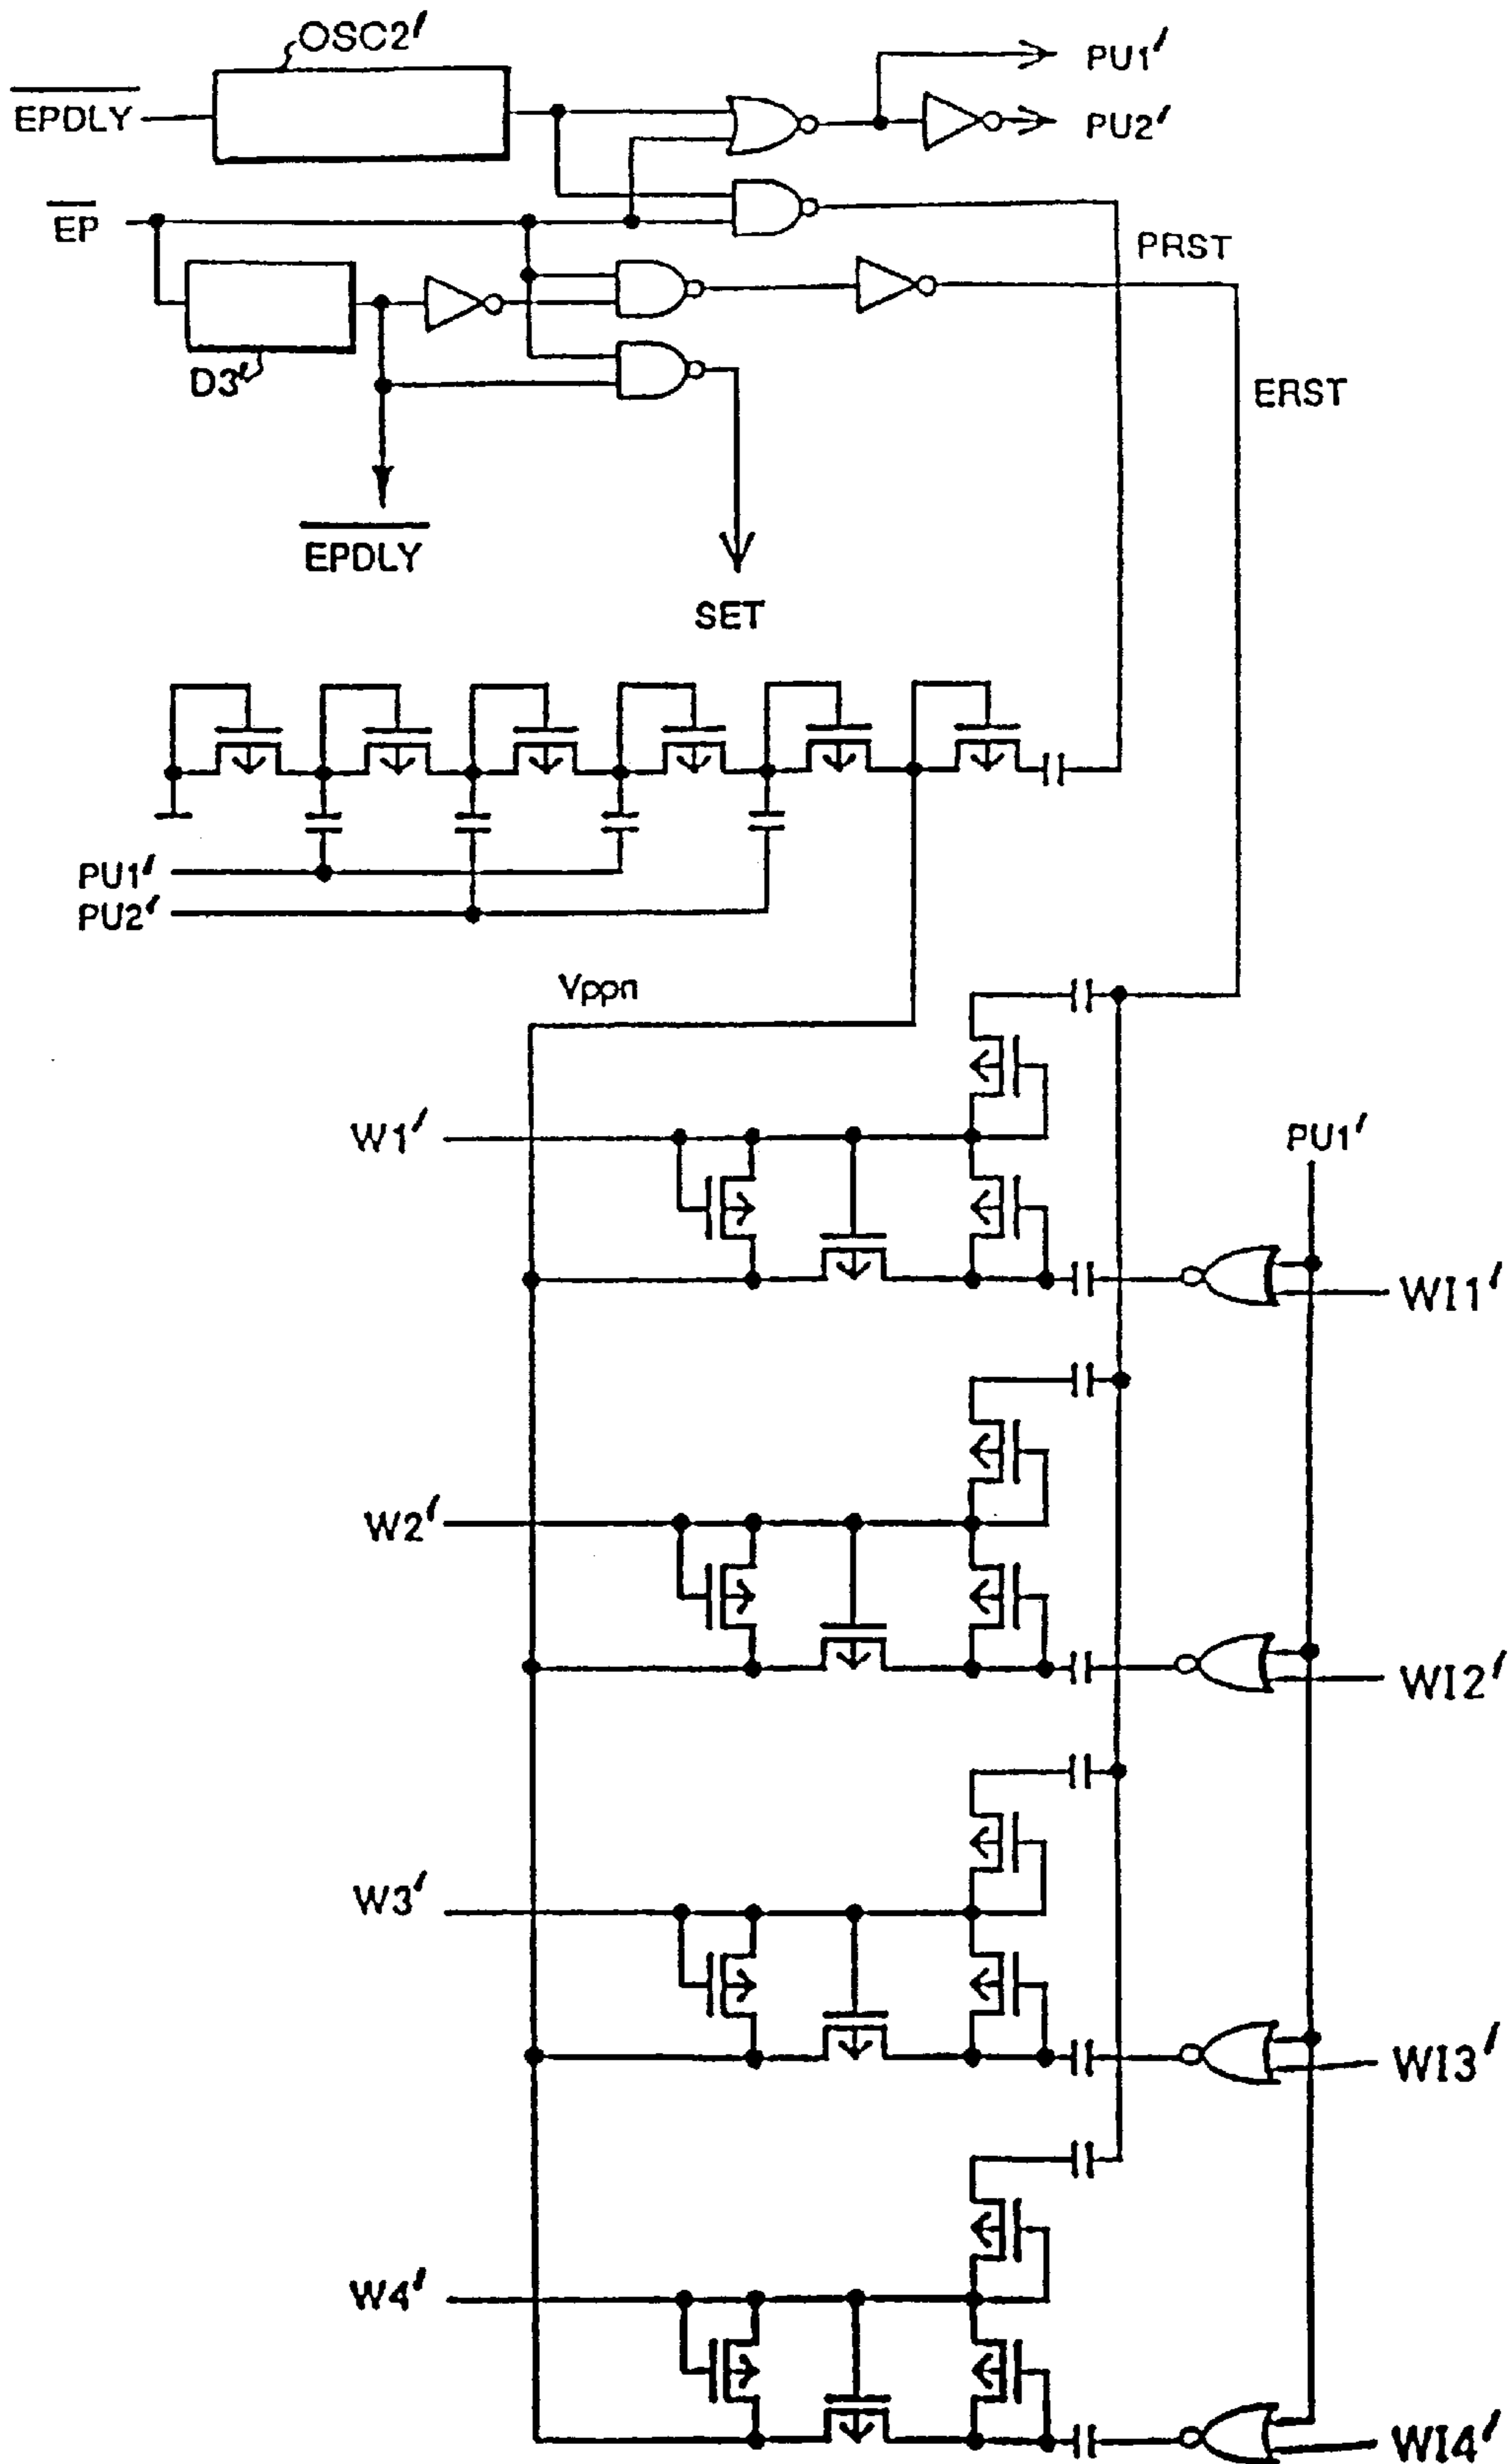 OSC2′
PU1′
EPDLY
PU2′
EP
PRST
D3′
ERST
EPDLY
SET
PU1′
PU2′
Vppn
W1′
PU1′
WI1′
W2′
WI2′
W3′
WI3′
W4′
WI4′